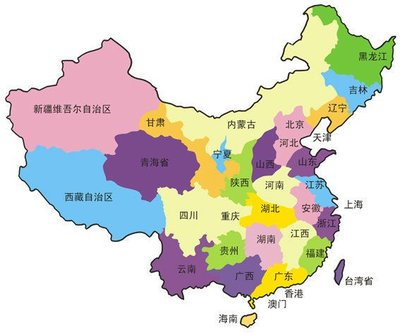 黑龙江
吉林
辽宁
新疆维吾尔自治区
甘肃
内蒙古
北京
天津
河北
宁夏
山西
山东
青海省
陕西
河南
江苏
西藏自治区
上海
四川
重庆
湖北
安徽
浙江
江西
湖南
贵州
福建
云南
广西
广东
台湾省
香港
澳门
海南